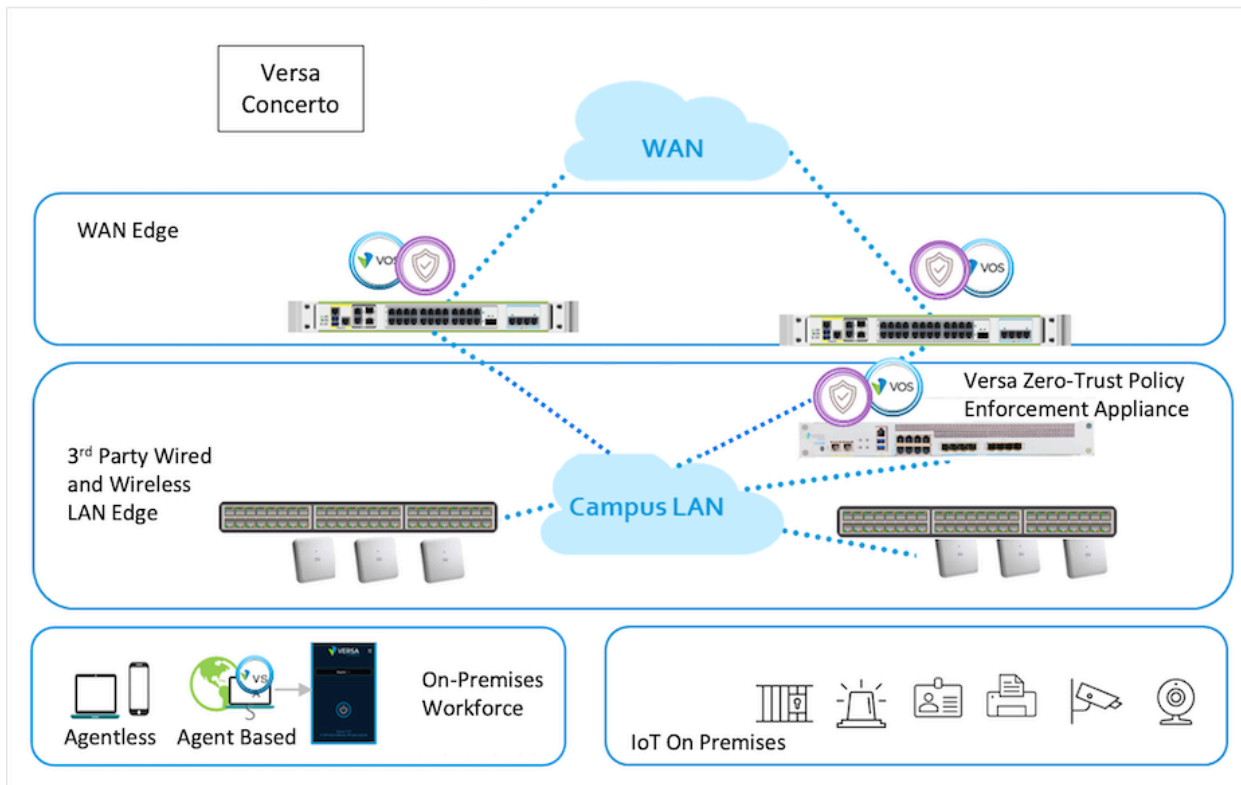 Versa
Concerto
WAN
WAN Edge
VOS
VOS
VOS
Versa Zero-Trust Policy
Enforcement Appliance
3rd Party Wired
and Wireless
LAN Edge
Campus LAN
VERSA
VS
On-Premises
Workforce
Agentless
Agent Based
IoT On Premises